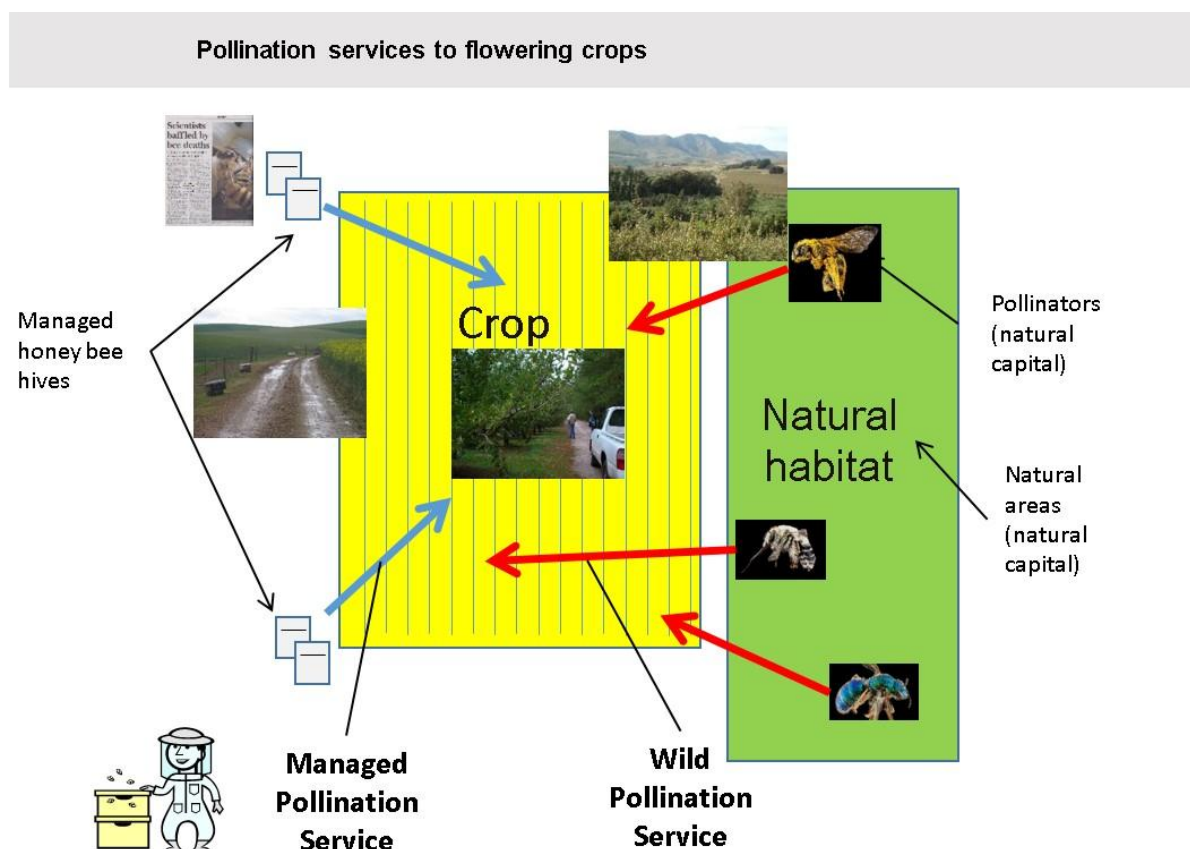 Pollination services to flowering crops
Scientists
baffled by
bee deaths
Managed
honey bee
hives
Crop
Pollinators
(natural
capital)
Natural
habitat
Natural
areas
(natural
capital)
Managed
Pollination
Service
Wild
Pollination
Service